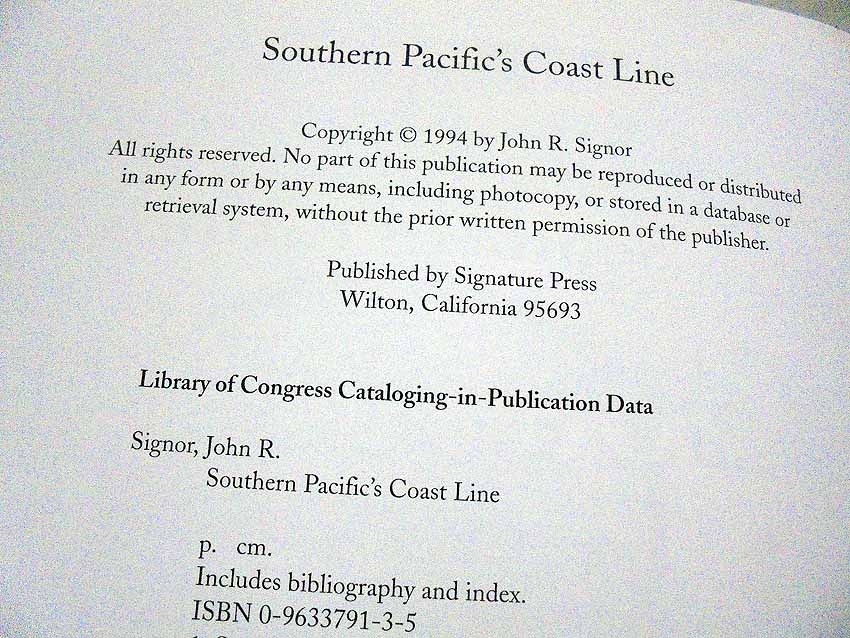 Southern Pacific's Coast Line
Copyright © 1994 by John R. Signor
All rights reserved. No part of this publication may be reproduced or distributed
in any form or by any means, including photocopy, or stored in a database or
retrieval system, without the prior written permission of the publisher.
Published by Signature Press
Wilton, California 95693
Library of Congress Cataloging-in-Publication Data
Signor, John R.
Southern Pacific's Coast Line
p. cm.
Includes bibliography and index.
ISBN 0-9633791-3-5